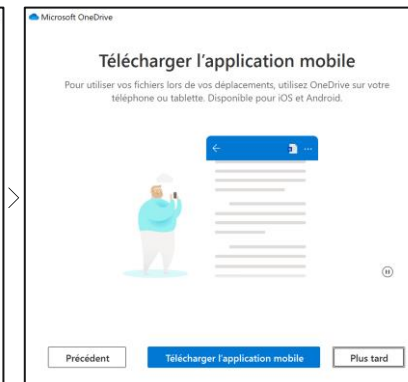 Microsoft OneDrive
Télécharger l'application mobile
Pour utiliser vos fichiers lors de vos déplacements, utilisez OneDrive sur votre
téléphone ou tablette. Disponible pour iOS et Android.
Précédent
Télécharger l'application mobile
Plus tard